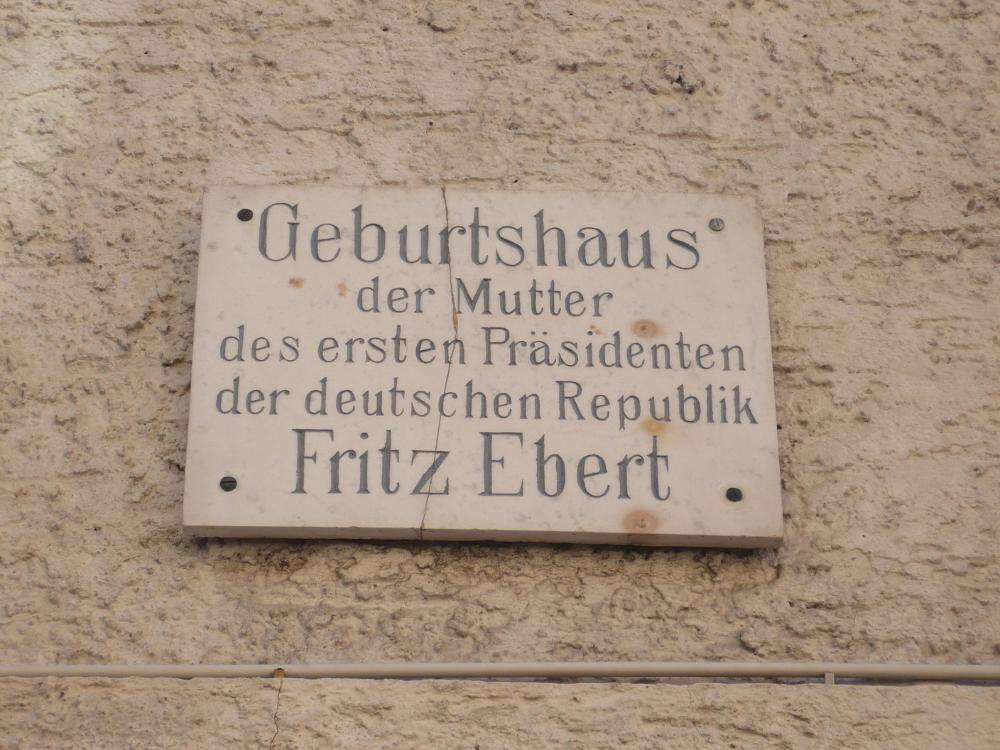 Geburtshaus
der Mutter
des ersten Präsidenten
der deutschen Republik
Fritz Ebert